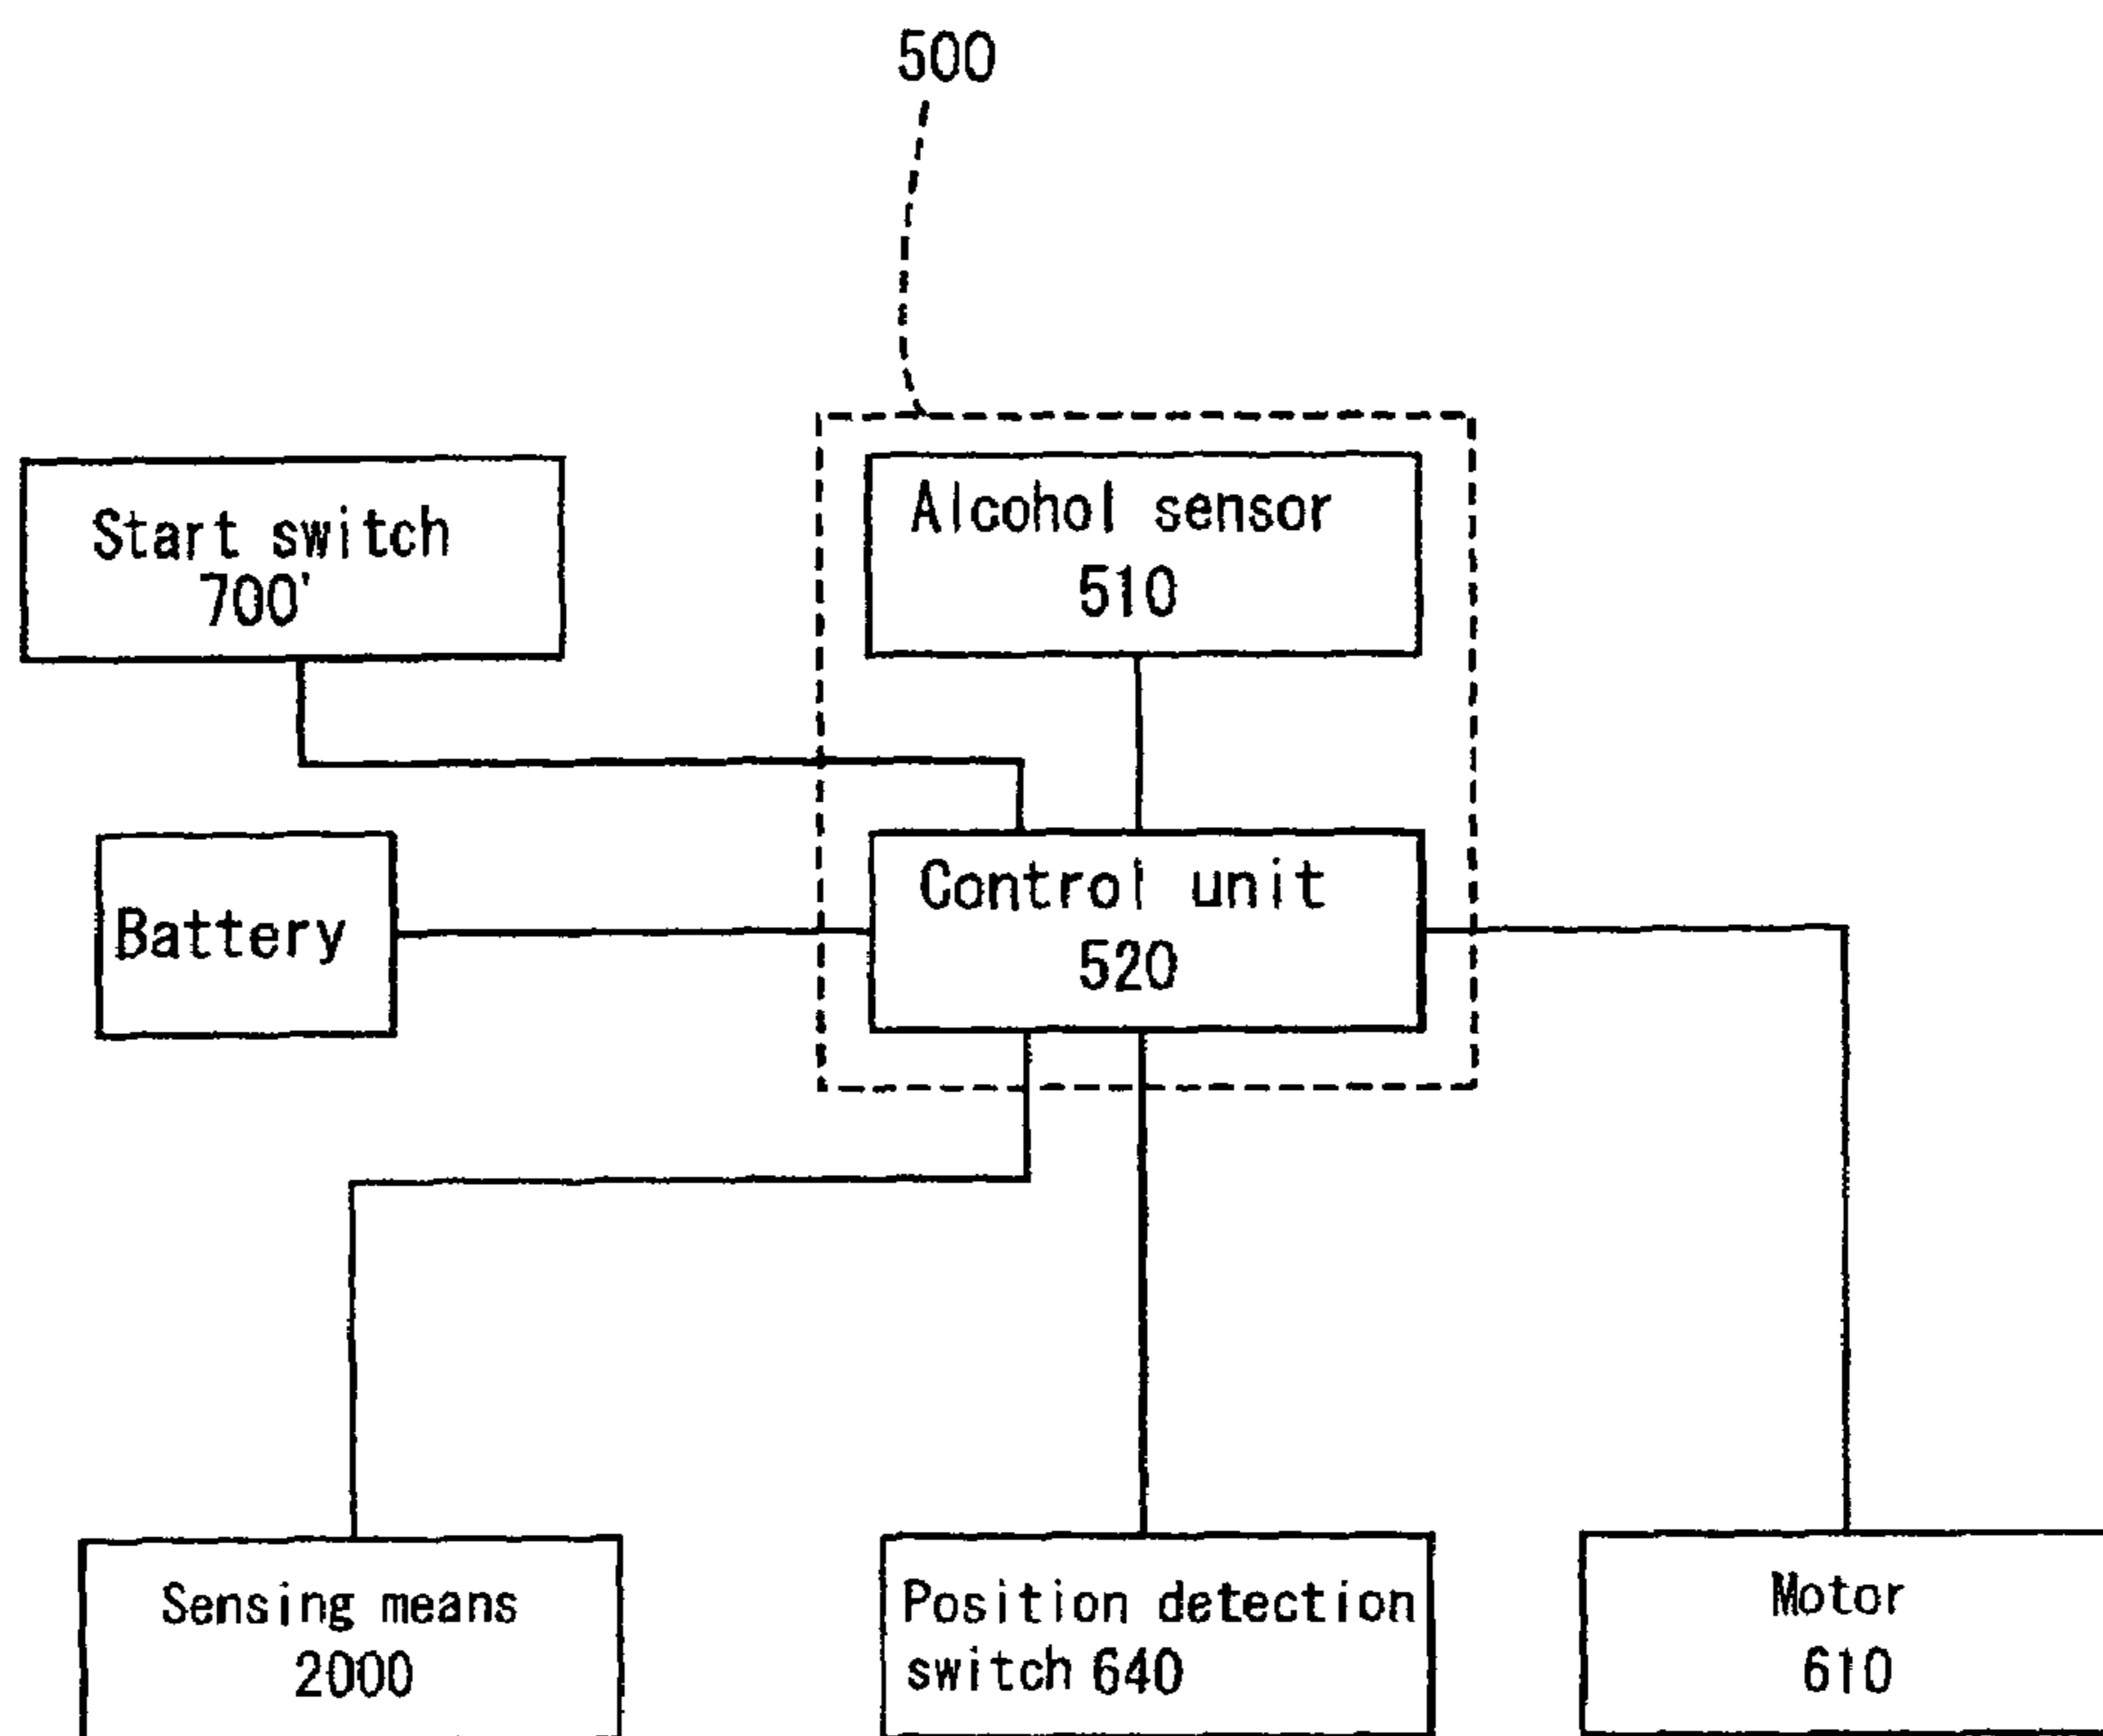 500
Start switch
700'
Alcohol sensor
510
Battery
Control unit
520
Sensing means
2000
Position detection
switch 640
Motor
610